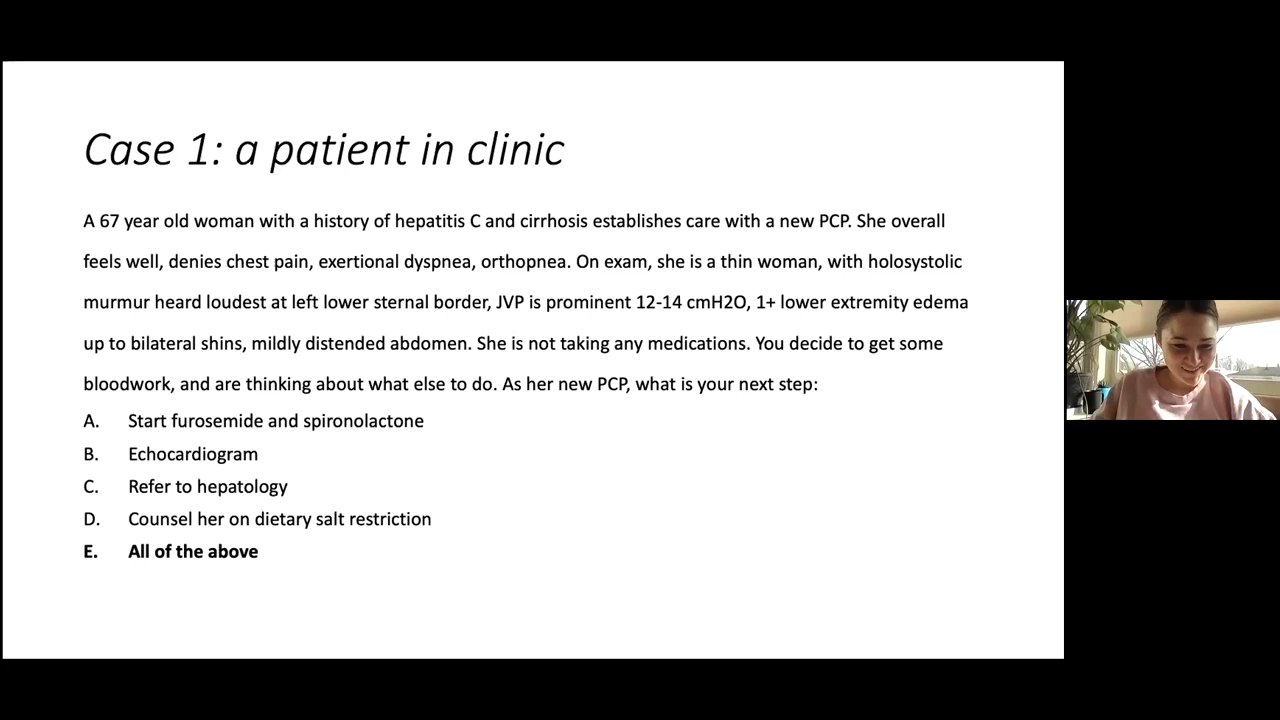 Case 1: a patient in clinic
A 67 year old woman with a history of hepatitis C and cirrhosis establishes care with a new PCP. She overall
feels well, denies chest pain, exertional dyspnea, orthopnea. On exam, she is a thin woman, with holosystolic
murmur heard loudest at left lower sternal border, JVP is prominent 12-14 cmH2O, 1+ lower extremity edema
up to bilateral shins, mildly distended abdomen. She is not taking any medications. You decide to get some
bloodwork, and are thinking about what else to do. As her new PCP, what is your next step:
A. Start furosemide and spironolactone
B. Echocardiogram
C. Refer to hepatology
D. Counsel her on dietary salt restriction
E. All of the above